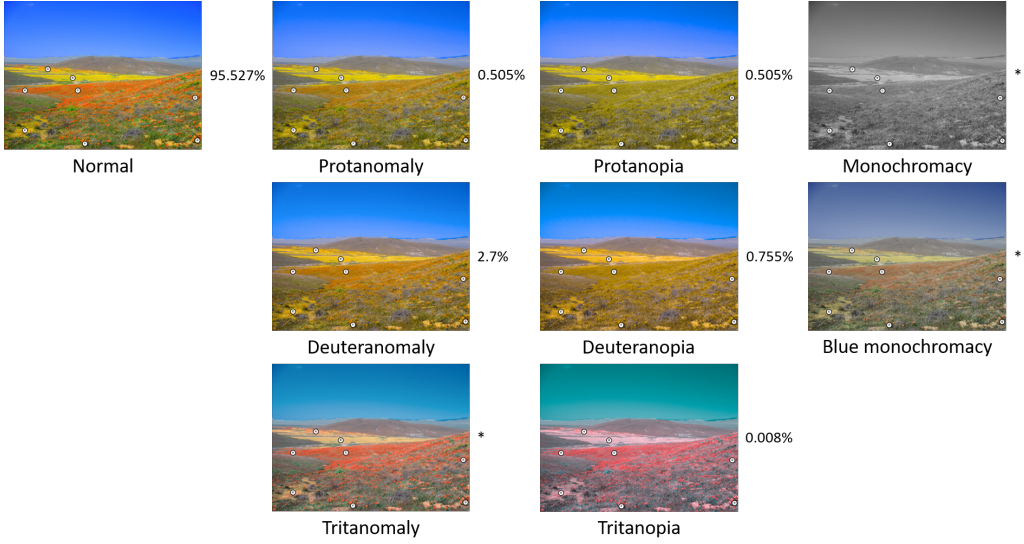 95.527%
0.505%
0.505%
*
Normal
Protanomaly
Protanopia
Monochromacy
2.7%
0.755%
*
Deuteranomaly
Deuteranopia
Blue monochromacy
*
0.008%
Tritanomaly
Tritanopia